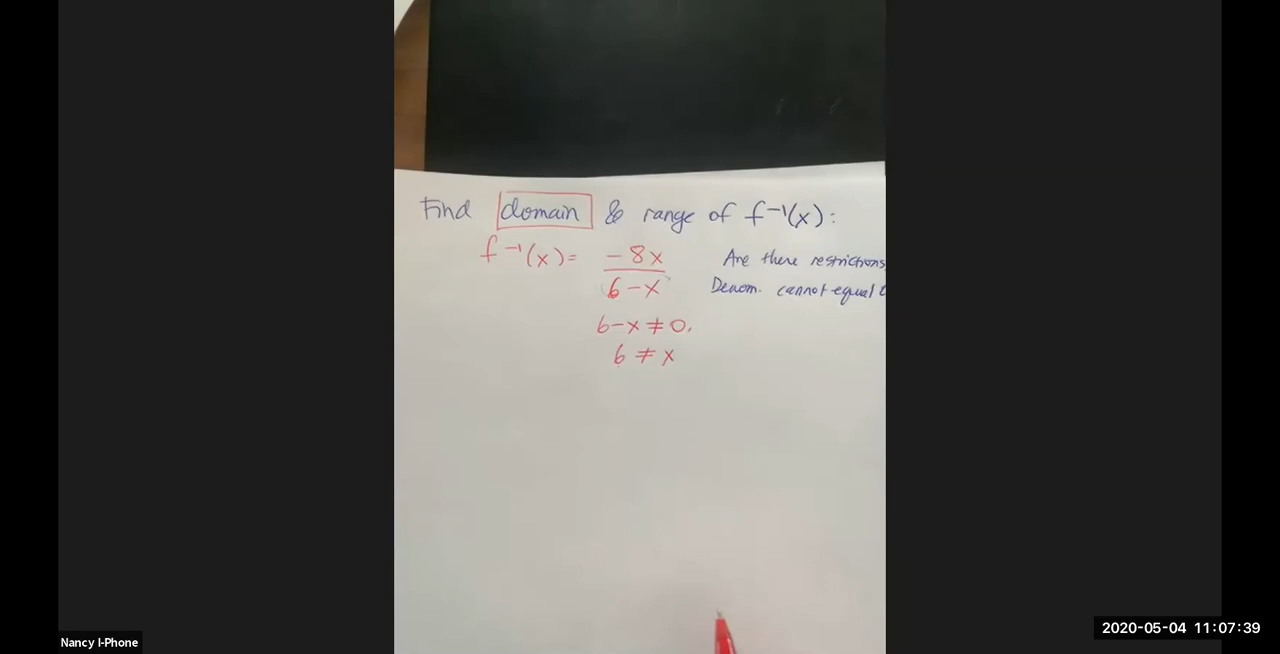 Find domain & range of f⁻¹(x):
f⁻¹(x)= -8x / 6-x
Are there restrictions
Denom. cannot equal
6-x ≠ 0.
6 ≠ x
Nancy I-Phone
2020-05-04 11:07:39